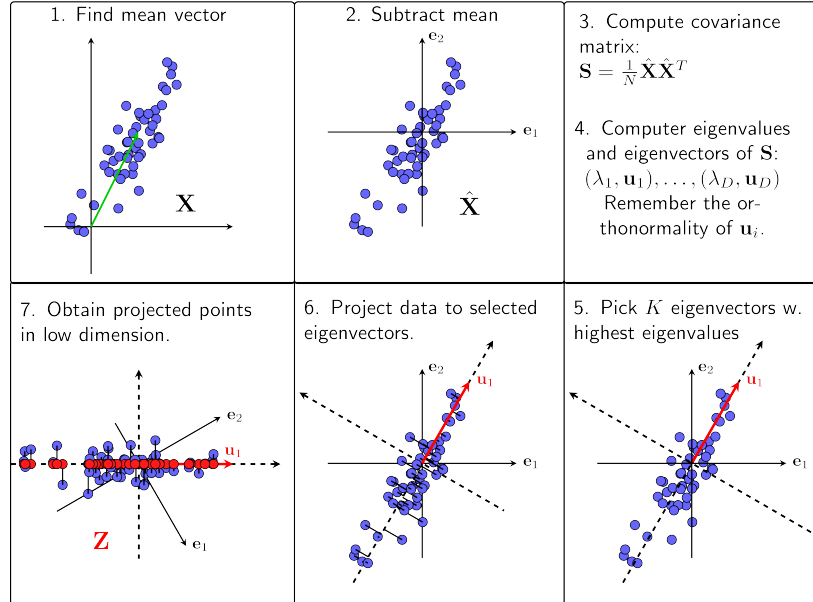 1. Find mean vector
X
2. Subtract mean
e₂
e₁
X̂
3. Compute covariance
matrix:
S = 1/N X̂X̂ᵀ
4. Computer eigenvalues
and eigenvectors of S:
(λ₁, u₁), . . . , (λ_D, u_D)
Remember the or-
thonormality of uᵢ.
7. Obtain projected points
in low dimension.
e₂
u₁
Z
e₁
6. Project data to selected
eigenvectors.
e₂
u₁
e₁
5. Pick K eigenvectors w.
highest eigenvalues
e₂
u₁
e₁